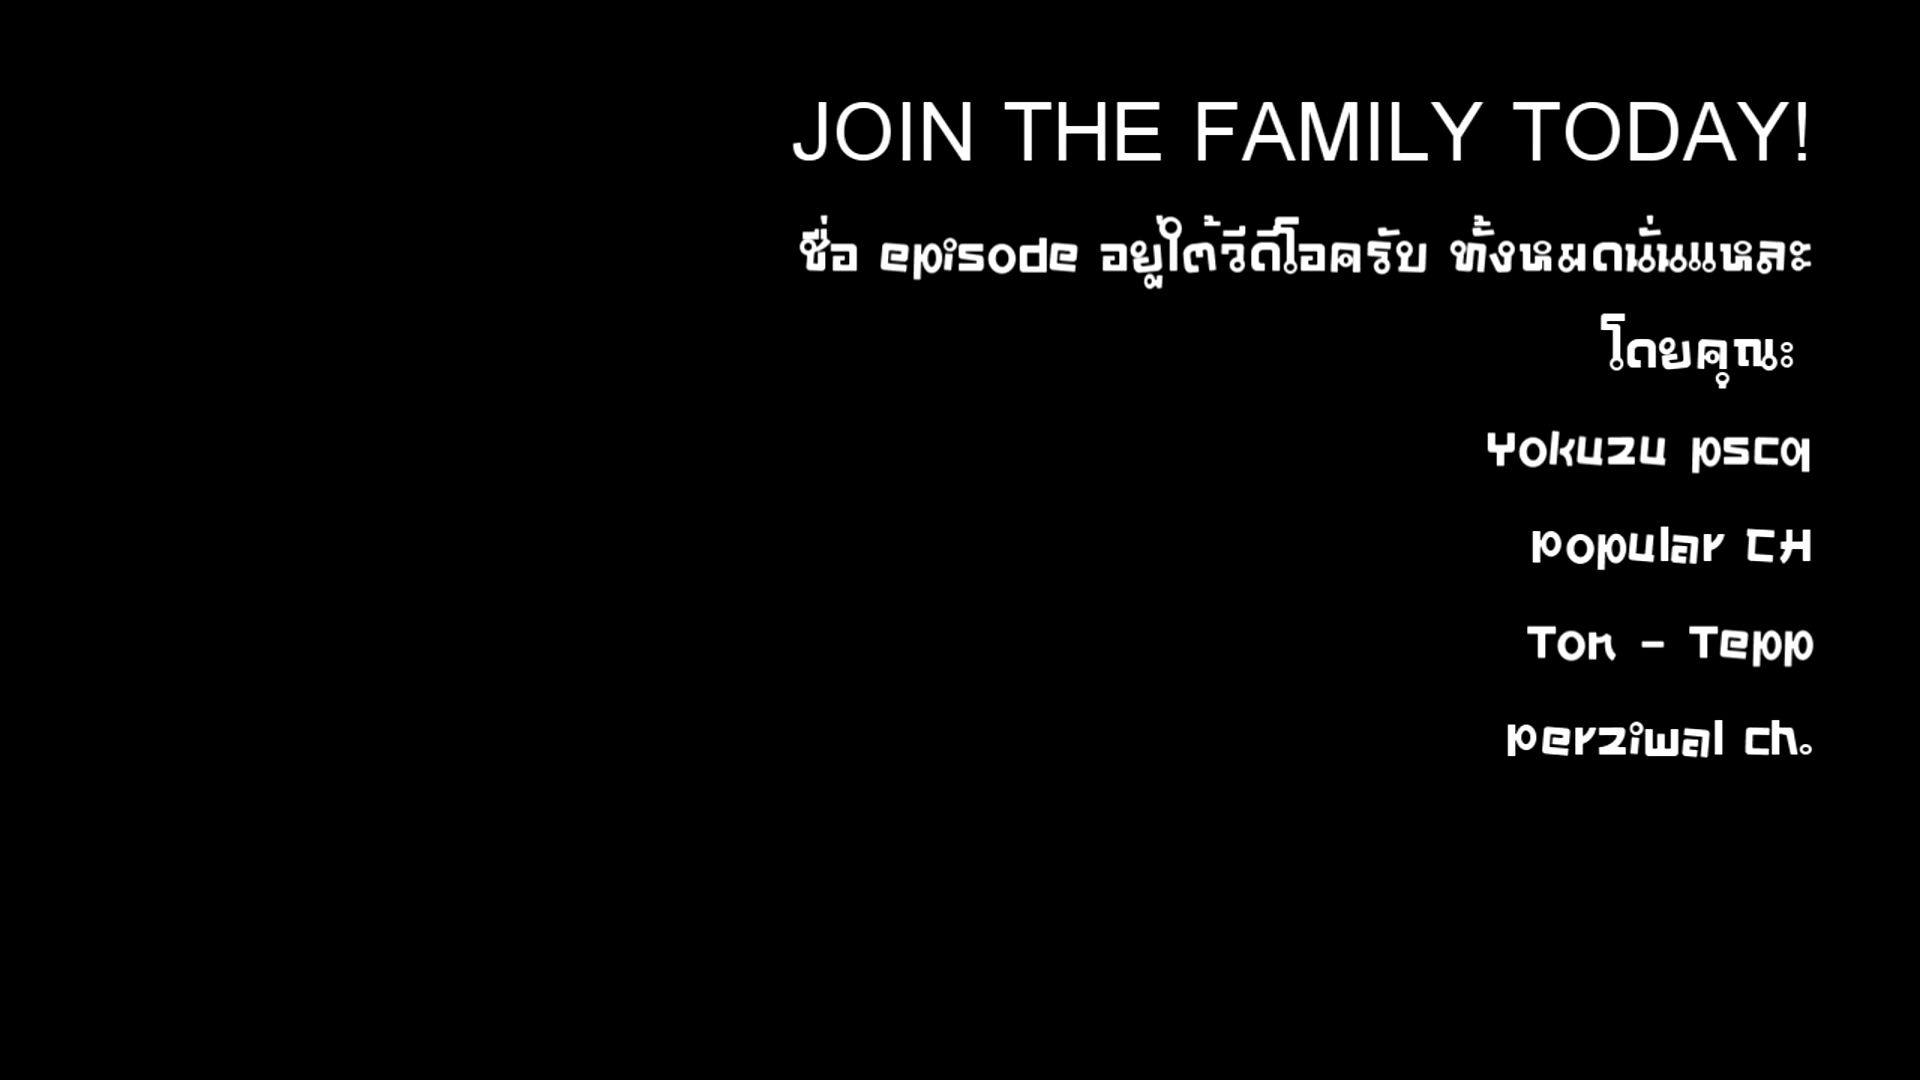 JOIN THE FAMILY TODAY!
ชื่อ episode อยู่ใต้วีดีโอครับ ทั้งหมดนั่นแหละ
โดยคุณ:
Yokuzu pscq
Popular CH
Ton - Tepp
Perziwal ch.